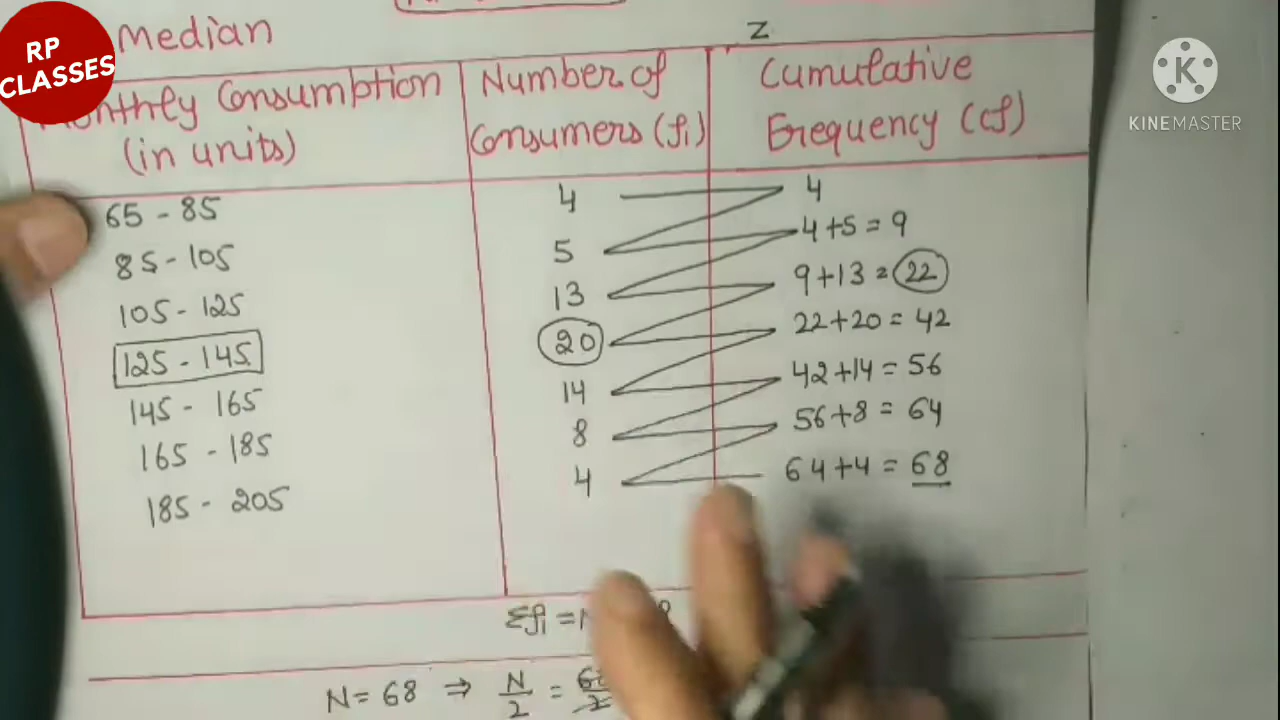 RP
CLASSES
Median
z
Monthly Consumption
(in units)
Number of
Consumers (fi)
Cumulative
Frequency (cf)
65 - 85 4 4
85 - 105 5 4+5 = 9
105 - 125 13 9+13 = 22
125 - 145 20 22+20 = 42
145 - 165 14 42+14 = 56
165 - 185 8 56+8 = 64
185 - 205 4 64+4 = 68
Σfi =
N = 68 ⇒ N/2 =
KINEMASTER